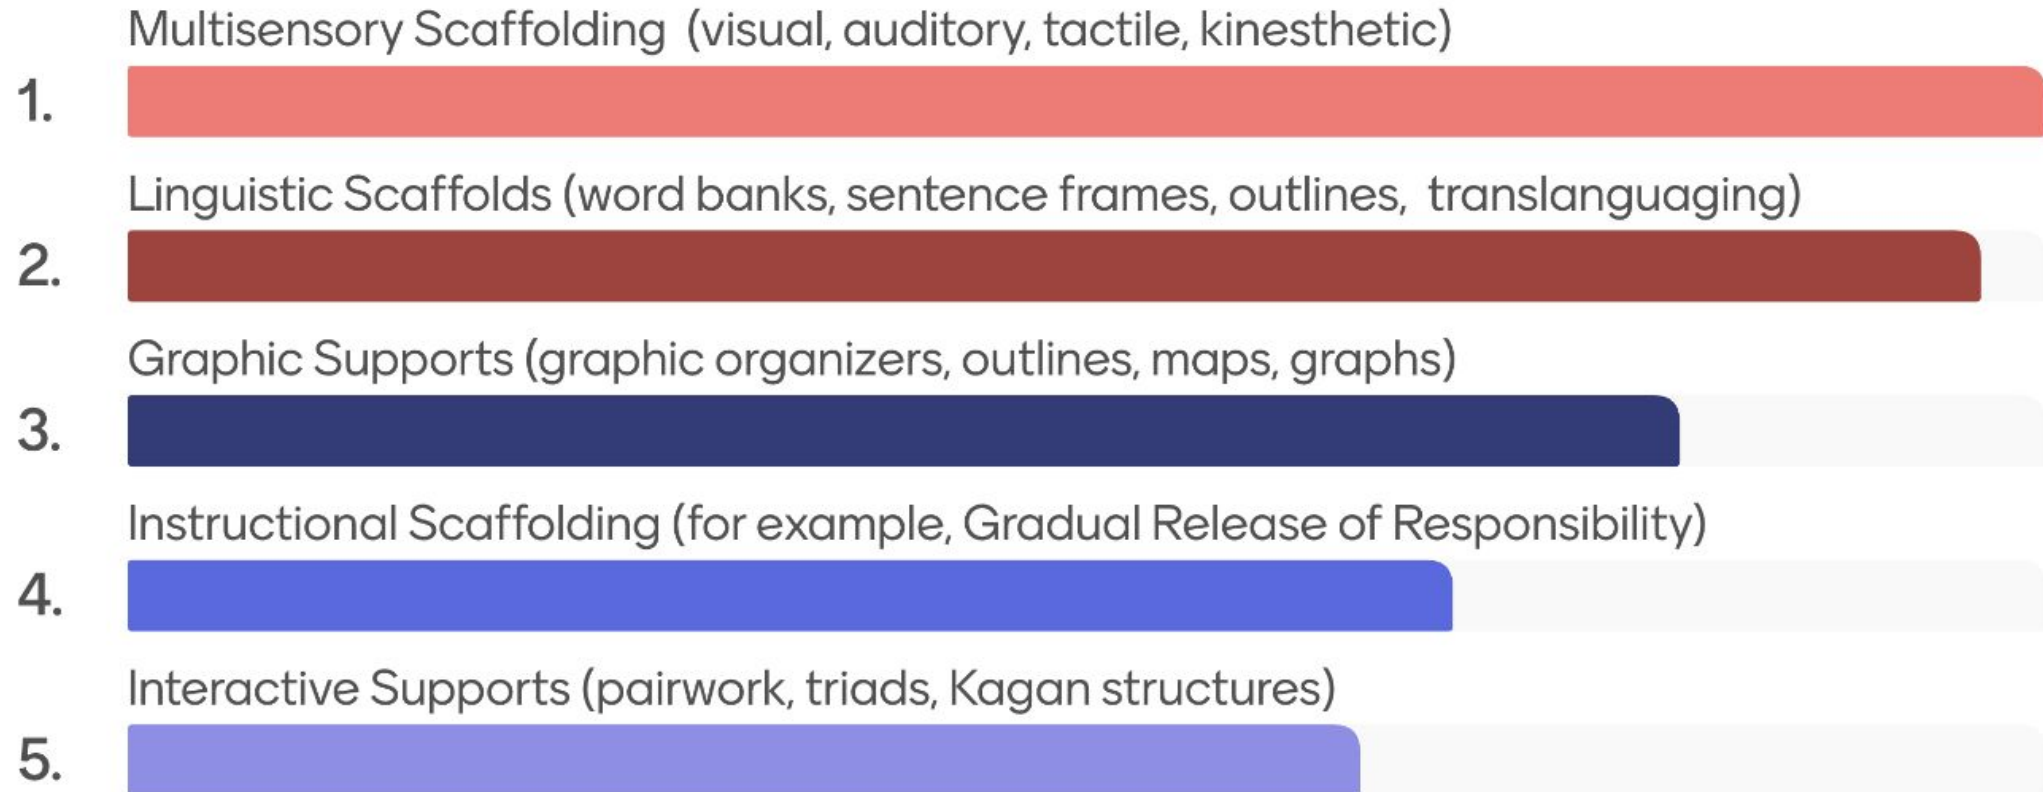 Multisensory Scaffolding  (visual, auditory, tactile, kinesthetic)
1.
Linguistic Scaffolds (word banks, sentence frames, outlines,  translanguaging)
2.
Graphic Supports (graphic organizers, outlines, maps, graphs)
3.
Instructional Scaffolding (for example, Gradual Release of Responsibility)
4.
Interactive Supports (pairwork, triads, Kagan structures)
5.